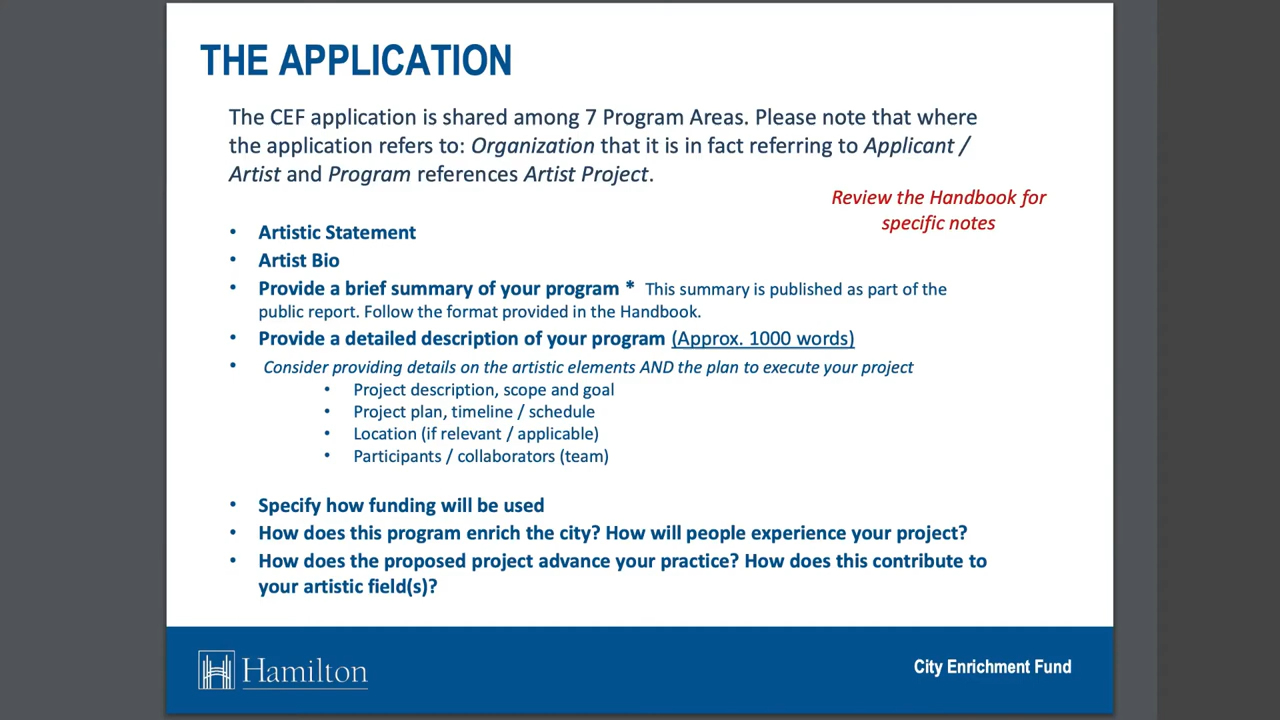 THE APPLICATION
The CEF application is shared among 7 Program Areas. Please note that where
the application refers to: Organization that it is in fact referring to Applicant /
Artist and Program references Artist Project.
Review the Handbook for
specific notes
• Artistic Statement
• Artist Bio
• Provide a brief summary of your program * This summary is published as part of the
public report. Follow the format provided in the Handbook.
• Provide a detailed description of your program (Approx. 1000 words)
• Consider providing details on the artistic elements AND the plan to execute your project
• Project description, scope and goal
• Project plan, timeline / schedule
• Location (if relevant / applicable)
• Participants / collaborators (team)
• Specify how funding will be used
• How does this program enrich the city? How will people experience your project?
• How does the proposed project advance your practice? How does this contribute to
your artistic field(s)?
Hamilton
City Enrichment Fund